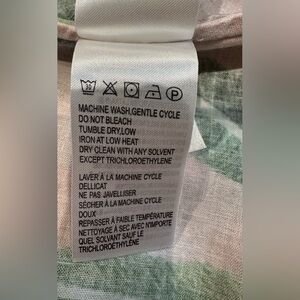 MACHINE WASH,GENTLE CYCLE
DO NOT BLEACH
TUMBLE DRY,LOW
IRON AT LOW HEAT
DRY CLEAN WITH ANY SOLVENT
EXCEPT TRICHLOROETHYLENE
LAVER À LA MACHINE CYCLE
DELLICAT
NE PAS JAVELLISER
SÉCHER À LA MACHINE CYCLE
DOUX
REPASSER À FAIBLE TEMPÉRATURE
NETTOYAGE À SEC AVEC N'IMPORTE
QUEL SOLVANT SAUF LE
TRICHLOROÉTHYLÈNE